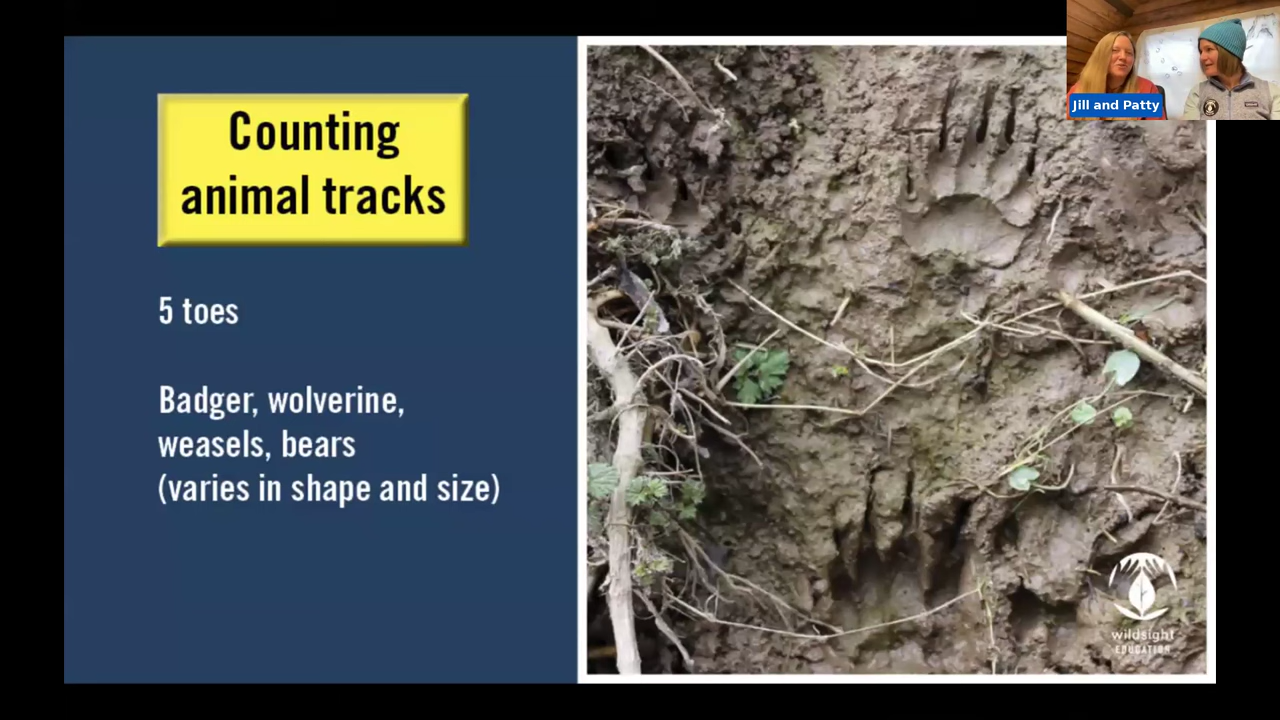 Counting
animal tracks
5 toes
Badger, wolverine,
weasels, bears
(varies in shape and size)
Jill and Patty
wildsight
EDUCATION